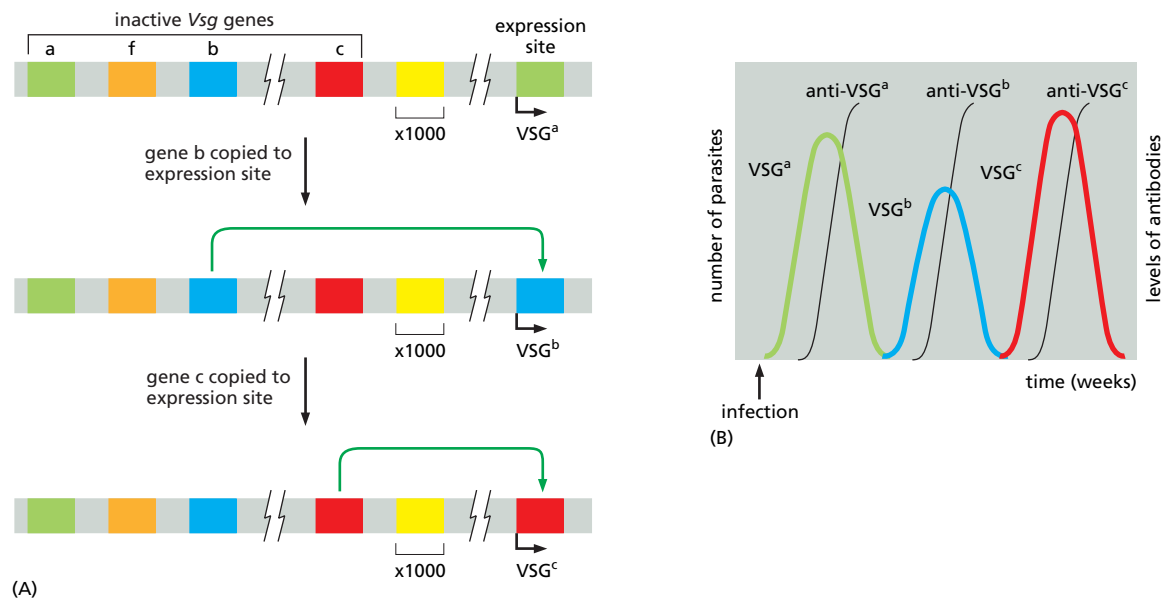 inactive Vsg genes
expression
site
a
f
b
c
x1000
VSGᵃ
gene b copied to
expression site
x1000
VSGᵇ
gene c copied to
expression site
x1000
VSGᶜ
(A)
anti-VSGᵃ
anti-VSGᵇ
anti-VSGᶜ
VSGᵃ
VSGᵇ
VSGᶜ
number of parasites
levels of antibodies
time (weeks)
infection
(B)